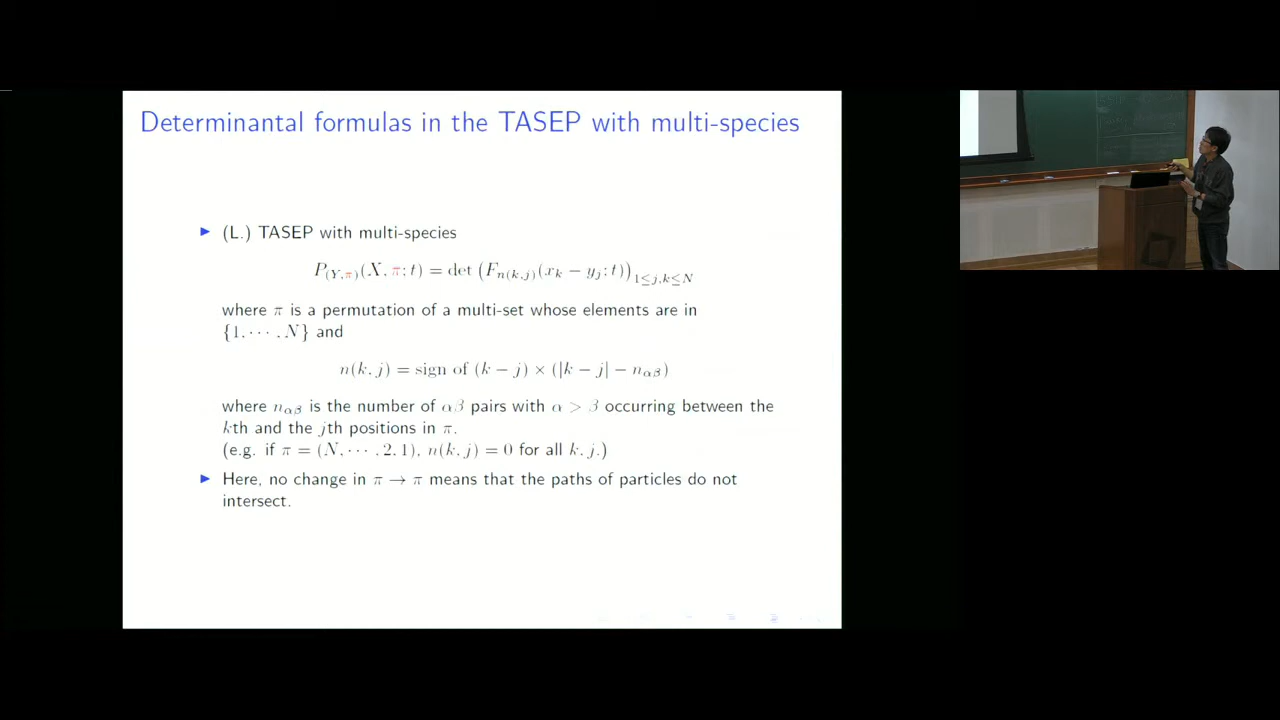 Determinantal formulas in the TASEP with multi-species
▶ (L.) TASEP with multi-species
P_{(Y,π)}(X, π; t) = det (F_{n(k,j)}(x_k − y_j; t))_{1≤j,k≤N}
where π is a permutation of a multi-set whose elements are in
{1, · · · , N} and
n(k, j) = sign of (k − j) × (|k − j| − n_{αβ})
where n_{αβ} is the number of αβ pairs with α > β occurring between the
kth and the jth positions in π.
(e.g. if π = (N, · · · , 2, 1), n(k, j) = 0 for all k, j.)
▶ Here, no change in π → π means that the paths of particles do not
intersect.